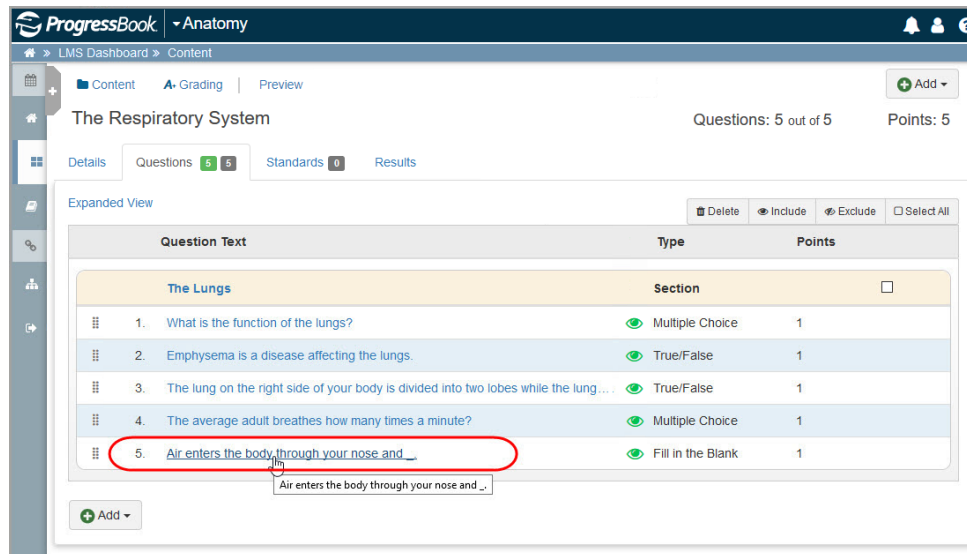 ProgressBook Anatomy
» LMS Dashboard » Content
Content A+ Grading Preview
Add
The Respiratory System Questions: 5 out of 5 Points: 5
Details Questions 5 5 Standards 0 Results
Expanded View
Delete Include Exclude Select All
Question Text Type Points
The Lungs Section
1. What is the function of the lungs? Multiple Choice 1
2. Emphysema is a disease affecting the lungs. True/False 1
3. The lung on the right side of your body is divided into two lobes while the lung... . True/False 1
4. The average adult breathes how many times a minute? Multiple Choice 1
5. Air enters the body through your nose and _. Fill in the Blank 1
Air enters the body through your nose and _.
Add